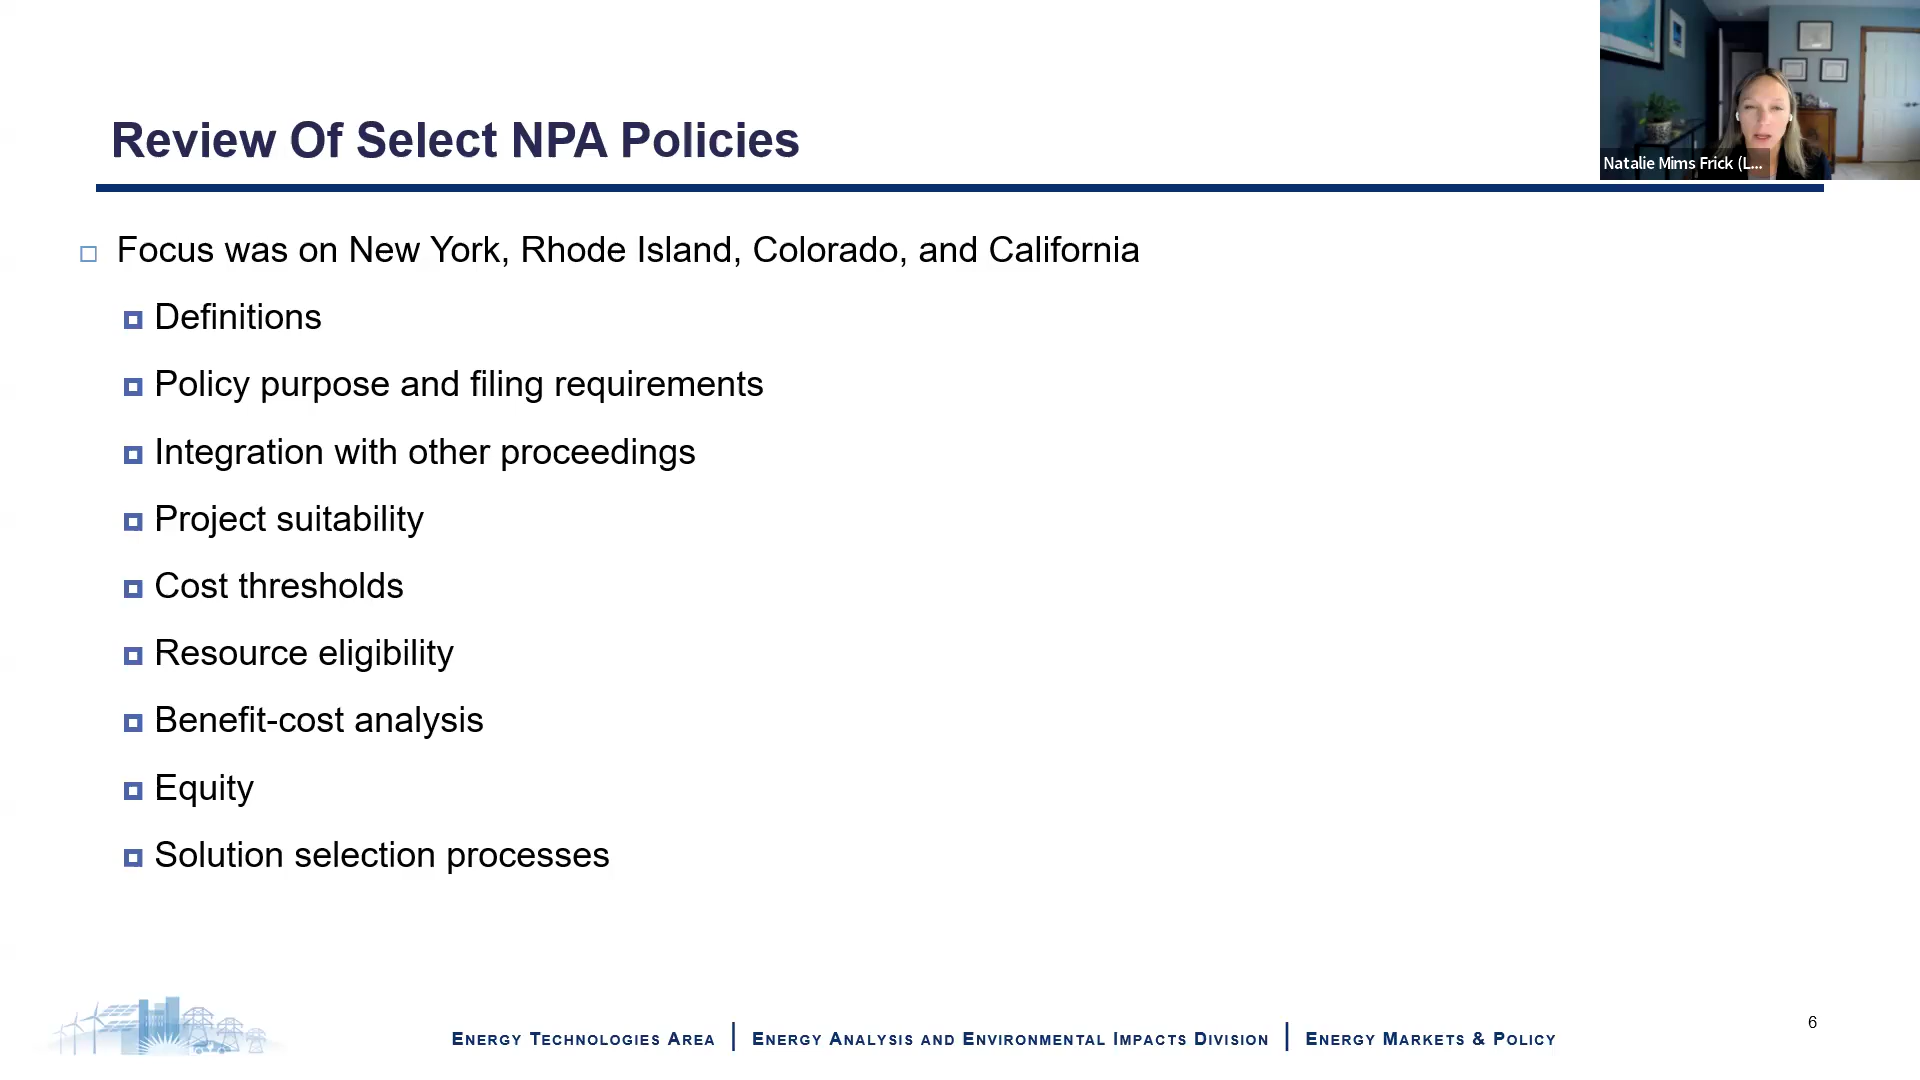 Natalie Mims Frick (L...
Review Of Select NPA Policies
Focus was on New York, Rhode Island, Colorado, and California
Definitions
Policy purpose and filing requirements
Integration with other proceedings
Project suitability
Cost thresholds
Resource eligibility
Benefit-cost analysis
Equity
Solution selection processes
ENERGY TECHNOLOGIES AREA | ENERGY ANALYSIS AND ENVIRONMENTAL IMPACTS DIVISION | ENERGY MARKETS & POLICY
6